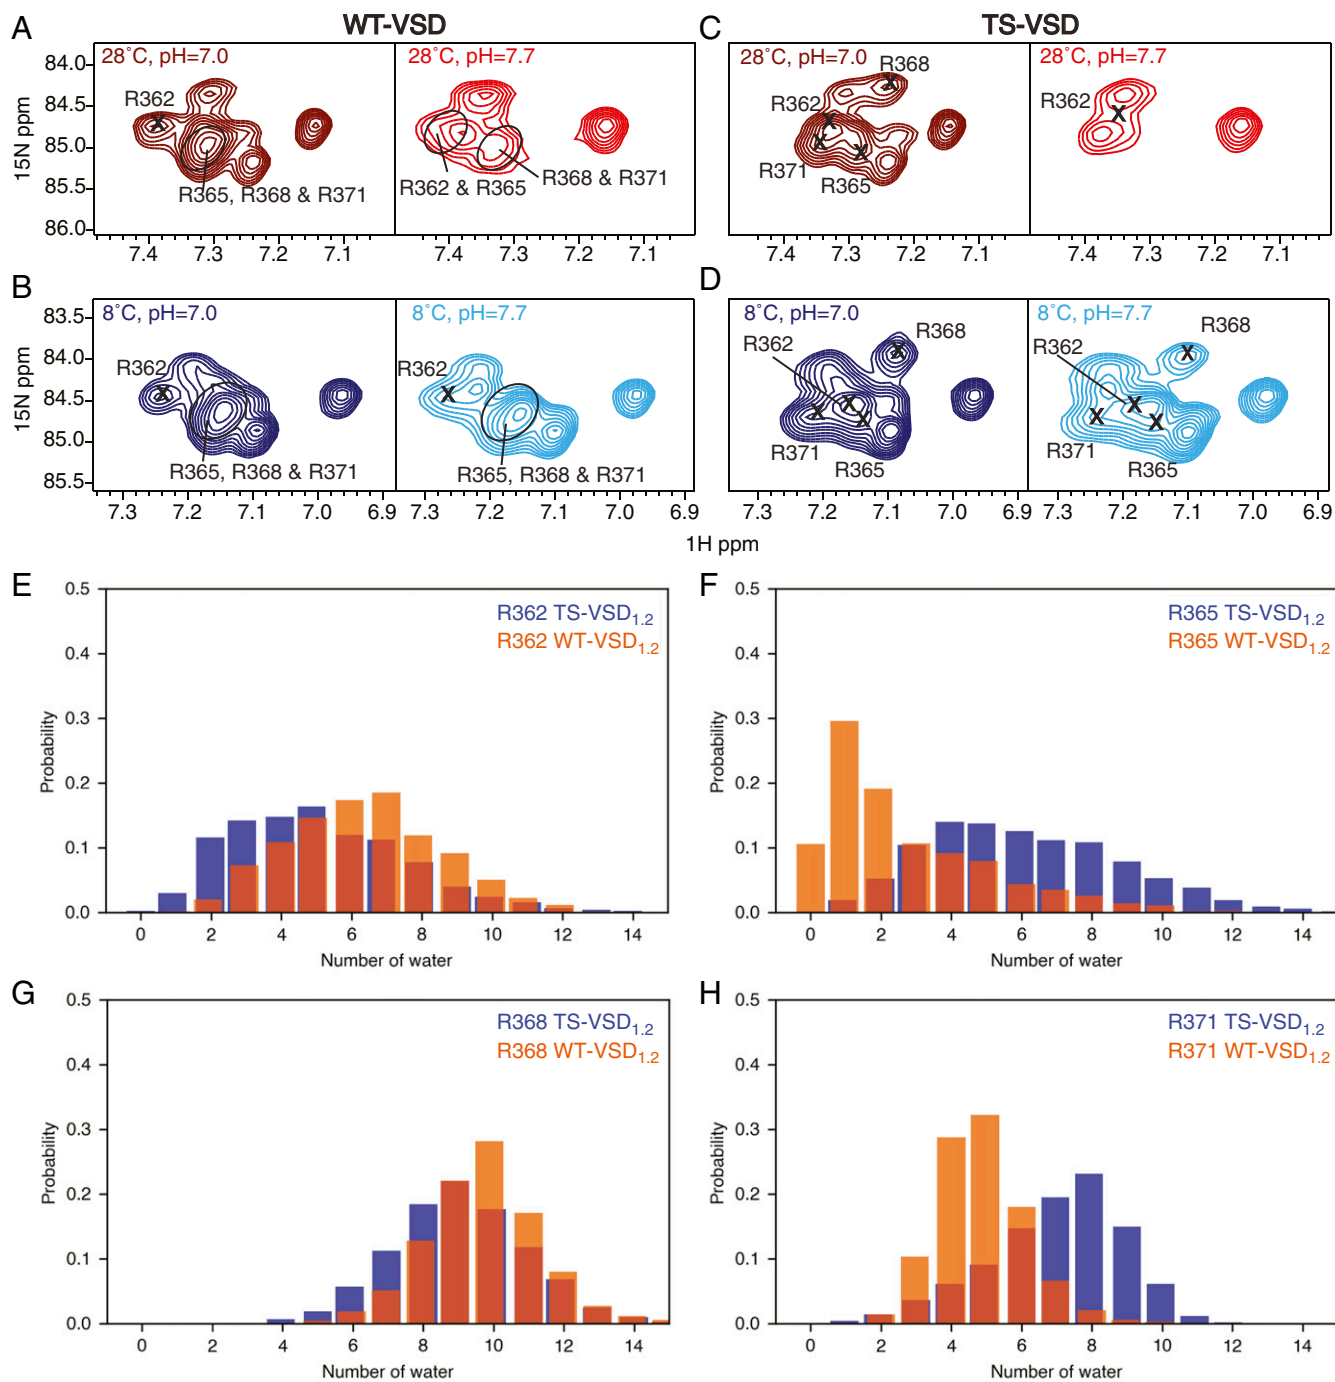 A
WT-VSD
C
TS-VSD
28˚C, pH=7.0
28˚C, pH=7.7
28˚C, pH=7.0
28˚C, pH=7.7
15N ppm
84.0
84.5
85.0
85.5
86.0
R362
X
R365, R368 & R371
R362 & R365
R368 & R371
R368
X
R362
X
X
X
R371
R365
R362
X
7.4 7.3 7.2 7.1
7.4 7.3 7.2 7.1
7.4 7.3 7.2 7.1
7.4 7.3 7.2 7.1
B
D
8˚C, pH=7.0
8˚C, pH=7.7
8˚C, pH=7.0
8˚C, pH=7.7
15N ppm
83.5
84.0
84.5
85.0
85.5
R362
X
R365, R368 & R371
R362
X
R365, R368 & R371
R362
R368
X
X
X
X
R371
R365
R362
R368
X
X
X
X
R371
R365
7.3 7.2 7.1 7.0 6.9
7.3 7.2 7.1 7.0 6.9
7.3 7.2 7.1 7.0 6.9
7.3 7.2 7.1 7.0 6.9
1H ppm
E
R362 TS-VSD1.2
R362 WT-VSD1.2
Probability
0.5
0.4
0.3
0.2
0.1
0.0
0 2 4 6 8 10 12 14
Number of water
F
R365 TS-VSD1.2
R365 WT-VSD1.2
Probability
0.5
0.4
0.3
0.2
0.1
0.0
0 2 4 6 8 10 12 14
Number of water
G
R368 TS-VSD1.2
R368 WT-VSD1.2
Probability
0.5
0.4
0.3
0.2
0.1
0.0
0 2 4 6 8 10 12 14
Number of water
H
R371 TS-VSD1.2
R371 WT-VSD1.2
Probability
0.5
0.4
0.3
0.2
0.1
0.0
0 2 4 6 8 10 12 14
Number of water